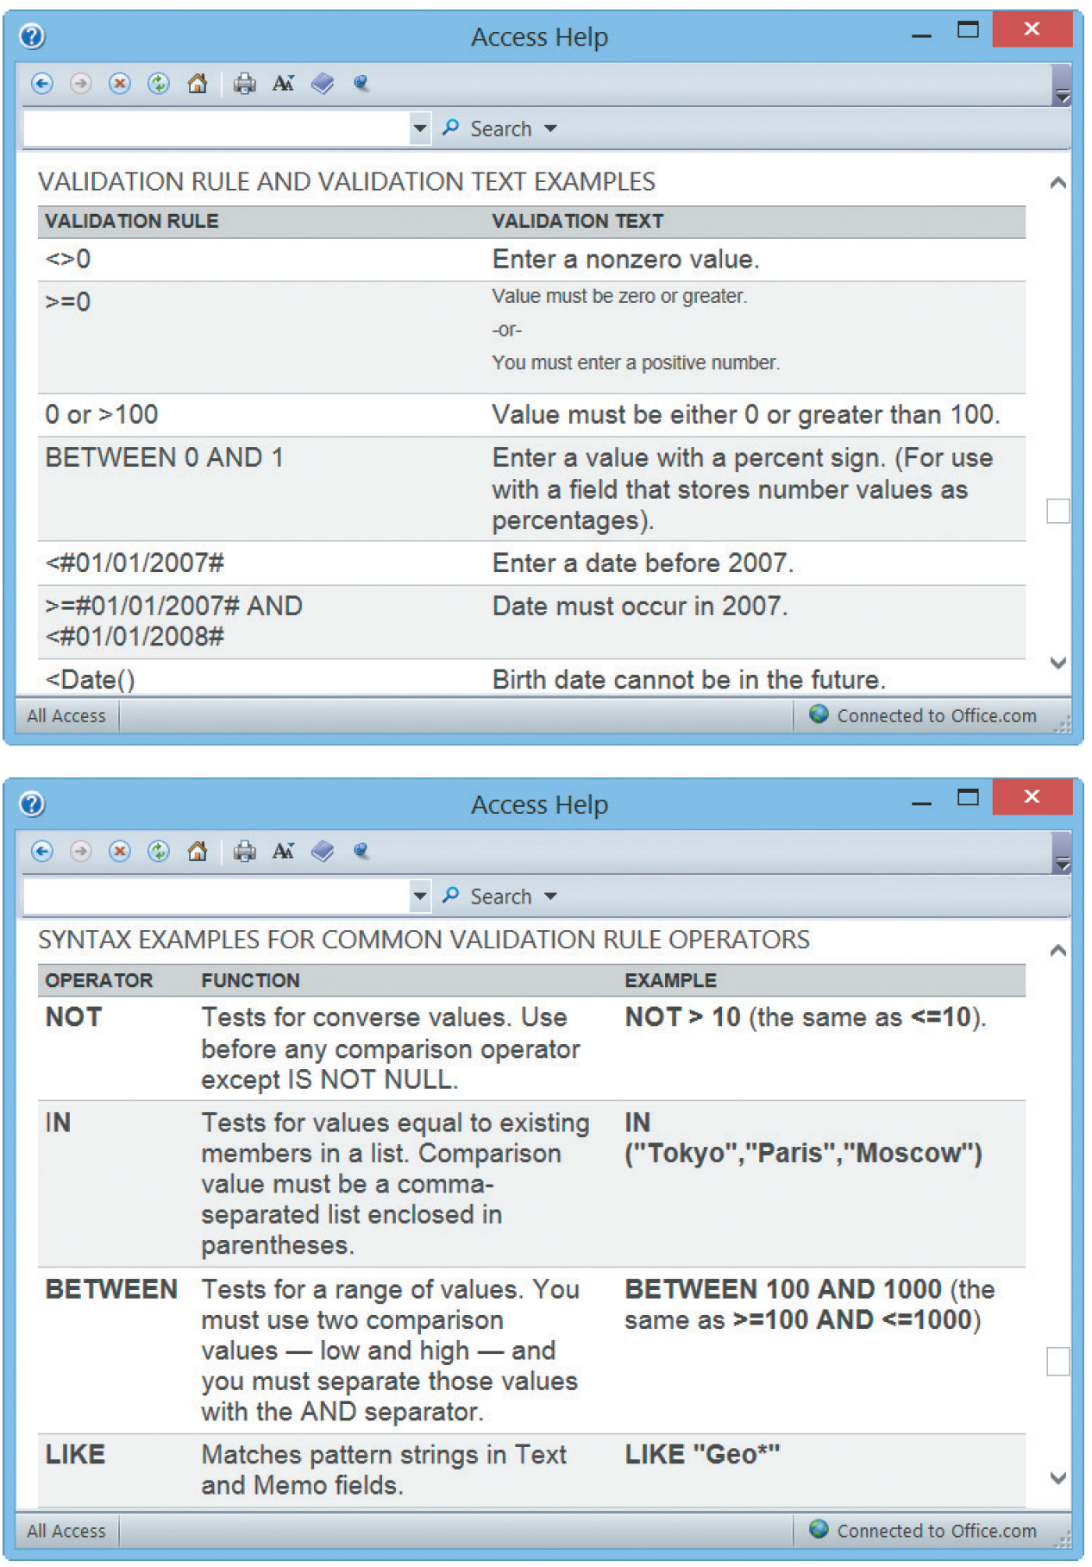 Access Help
Search
VALIDATION RULE AND VALIDATION TEXT EXAMPLES
VALIDATION RULE VALIDATION TEXT
<>0 Enter a nonzero value.
>=0 Value must be zero or greater.
-or-
You must enter a positive number.
0 or >100 Value must be either 0 or greater than 100.
BETWEEN 0 AND 1 Enter a value with a percent sign. (For use
with a field that stores number values as
percentages).
<#01/01/2007# Enter a date before 2007.
>=#01/01/2007# AND Date must occur in 2007.
<#01/01/2008#
<Date() Birth date cannot be in the future.
All Access Connected to Office.com
Access Help
Search
SYNTAX EXAMPLES FOR COMMON VALIDATION RULE OPERATORS
OPERATOR FUNCTION EXAMPLE
NOT Tests for converse values. Use NOT > 10 (the same as <=10).
before any comparison operator
except IS NOT NULL.
IN Tests for values equal to existing IN
members in a list. Comparison ("Tokyo","Paris","Moscow")
value must be a comma-
separated list enclosed in
parentheses.
BETWEEN Tests for a range of values. You BETWEEN 100 AND 1000 (the
must use two comparison same as >=100 AND <=1000)
values — low and high — and
you must separate those values
with the AND separator.
LIKE Matches pattern strings in Text LIKE "Geo*"
and Memo fields.
All Access Connected to Office.com